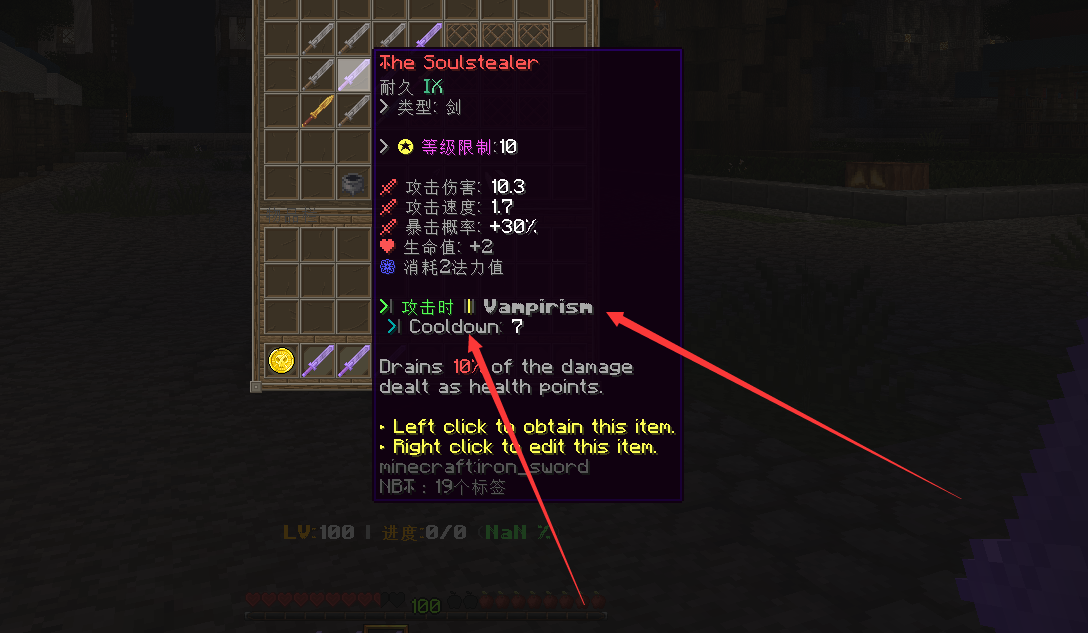 The Soulstealer
耐久 IX
> 类型: 剑
> 等级限制:10
攻击伤害: 10.3
攻击速度: 1.7
暴击概率: +30%
生命值: +2
消耗2法力值
>| 攻击时 || Vampirism
>| Cooldown: 7
Drains 10% of the damage
dealt as health points.
▸ Left click to obtain this item.
▸ Right click to edit this item.
minecraft:iron_sword
NBT : 19个标签
LV:100 | 进度:0/0 (NaN %
100